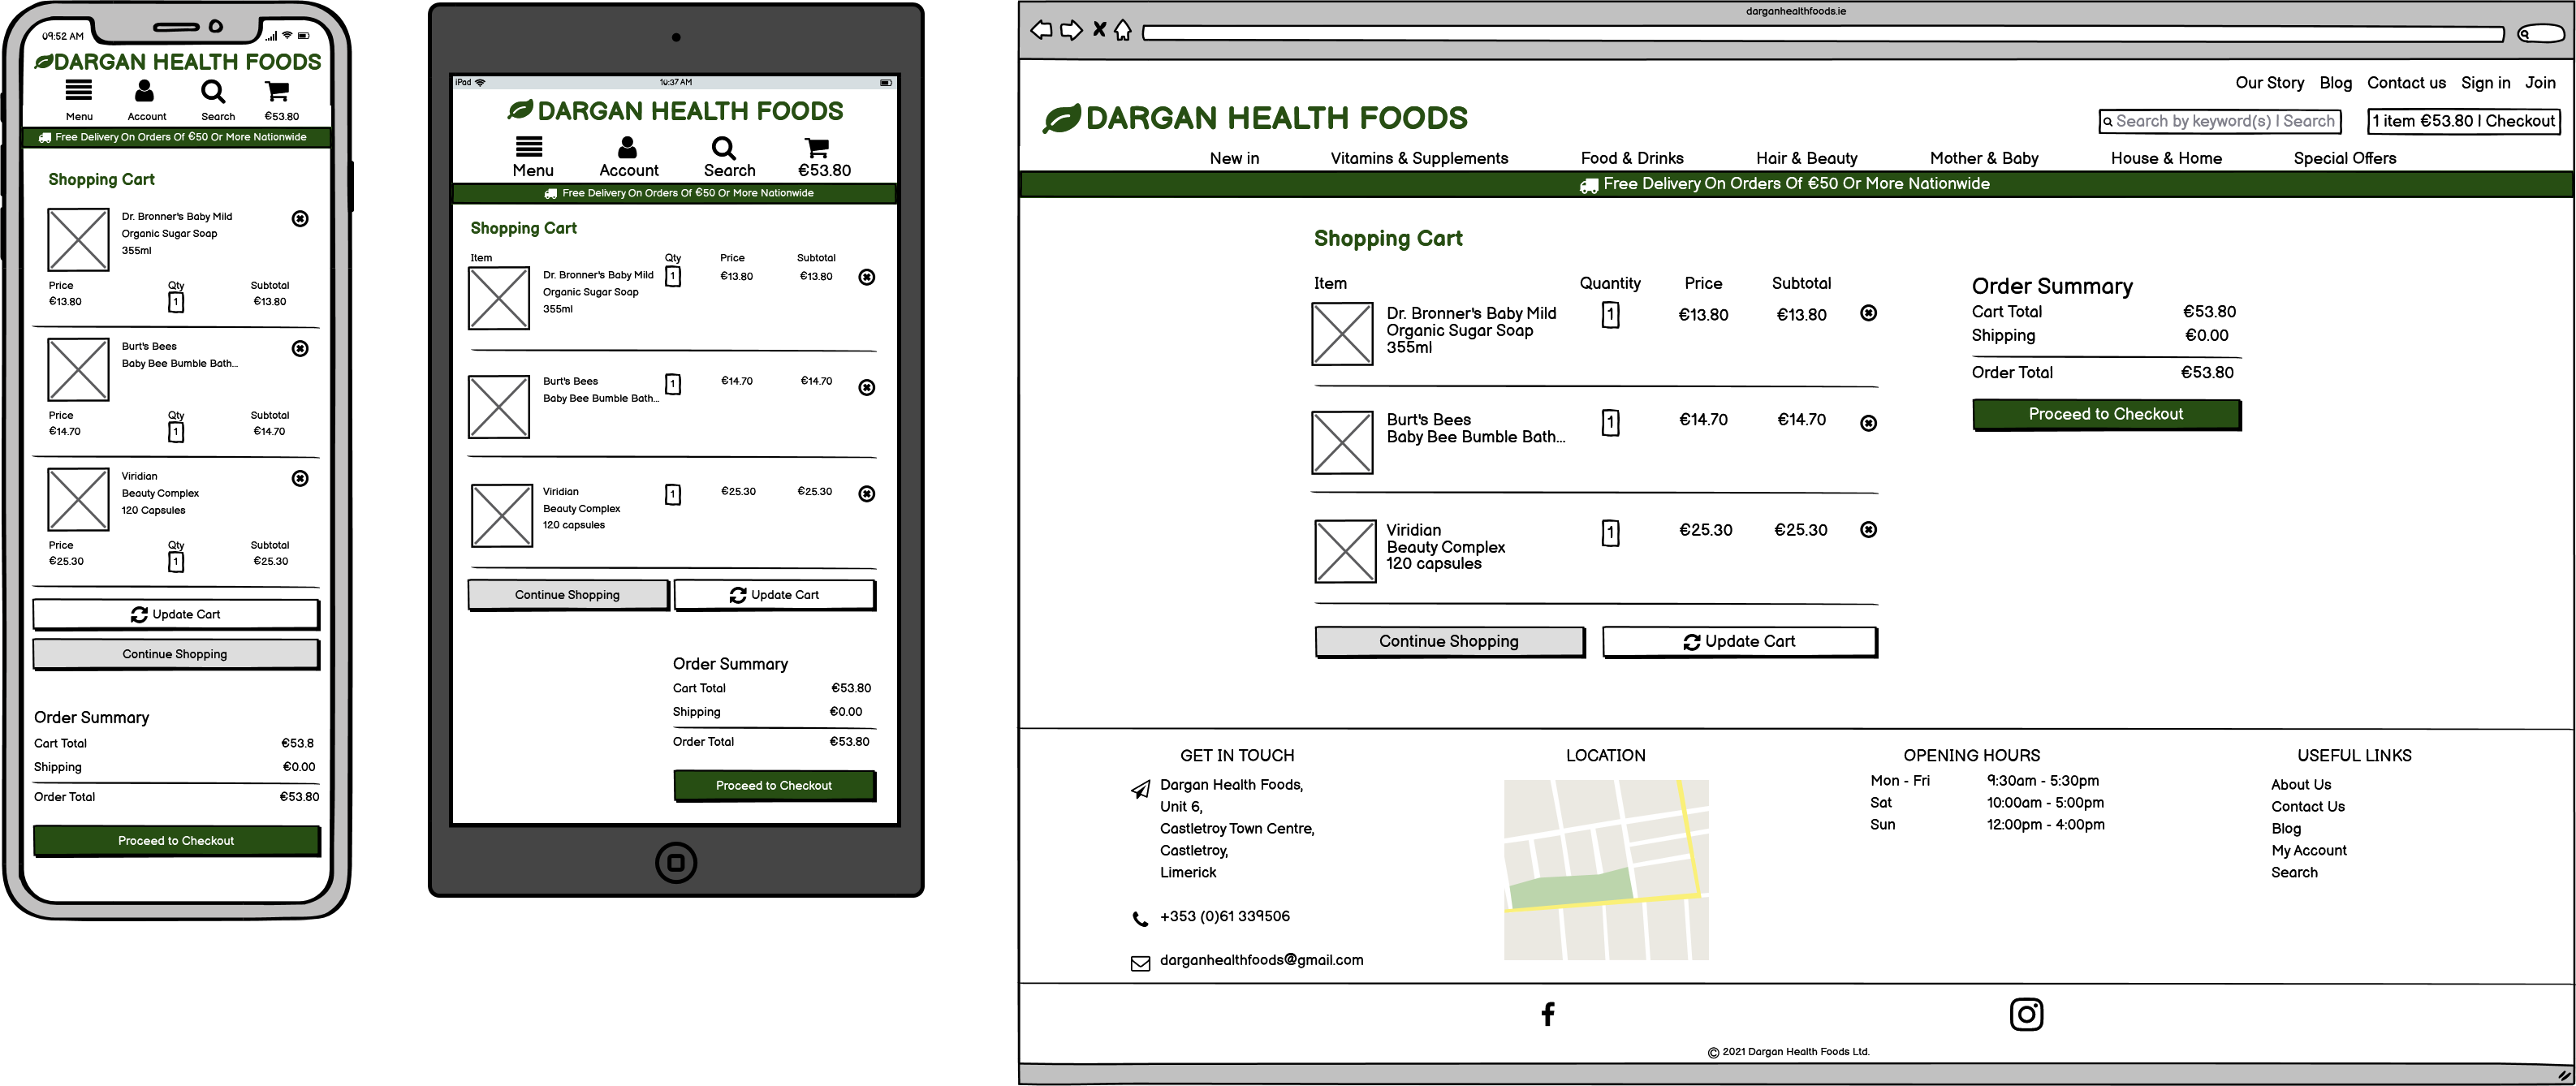 09:52 AM
DARGAN HEALTH FOODS
Menu Account Search €53.80
Free Delivery On Orders Of €50 Or More Nationwide
Shopping Cart
Dr. Bronner's Baby Mild
Organic Sugar Soap
355ml
Price Qty Subtotal
€13.80 1 €13.80
Burt's Bees
Baby Bee Bumble Bath...
Price Qty Subtotal
€14.70 1 €14.70
Viridian
Beauty Complex
120 Capsules
Price Qty Subtotal
€25.30 1 €25.30
Update Cart
Continue Shopping
Order Summary
Cart Total €53.8
Shipping €0.00
Order Total €53.80
Proceed to Checkout
iPad 10:37 AM
DARGAN HEALTH FOODS
Menu Account Search €53.80
Free Delivery On Orders Of €50 Or More Nationwide
Shopping Cart
Item Qty Price Subtotal
Dr. Bronner's Baby Mild 1 €13.80 €13.80
Organic Sugar Soap
355ml
Burt's Bees 1 €14.70 €14.70
Baby Bee Bumble Bath...
Viridian 1 €25.30 €25.30
Beauty Complex
120 capsules
Continue Shopping Update Cart
Order Summary
Cart Total €53.80
Shipping €0.00
Order Total €53.80
Proceed to Checkout
darganhealthfoods.ie
Our Story Blog Contact us Sign in Join
DARGAN HEALTH FOODS
Search by keyword(s) | Search 1 item €53.80 | Checkout
New in Vitamins & Supplements Food & Drinks Hair & Beauty Mother & Baby House & Home Special Offers
Free Delivery On Orders Of €50 Or More Nationwide
Shopping Cart
Item Quantity Price Subtotal
Dr. Bronner's Baby Mild 1 €13.80 €13.80
Organic Sugar Soap
355ml
Burt's Bees 1 €14.70 €14.70
Baby Bee Bumble Bath...
Viridian 1 €25.30 €25.30
Beauty Complex
120 capsules
Continue Shopping Update Cart
Order Summary
Cart Total €53.80
Shipping €0.00
Order Total €53.80
Proceed to Checkout
GET IN TOUCH
Dargan Health Foods,
Unit 6,
Castletroy Town Centre,
Castletroy,
Limerick
+353 (0)61 339506
darganhealthfoods@gmail.com
LOCATION
OPENING HOURS
Mon - Fri 9:30am - 5:30pm
Sat 10:00am - 5:00pm
Sun 12:00pm - 4:00pm
USEFUL LINKS
About Us
Contact Us
Blog
My Account
Search
© 2021 Dargan Health Foods Ltd.